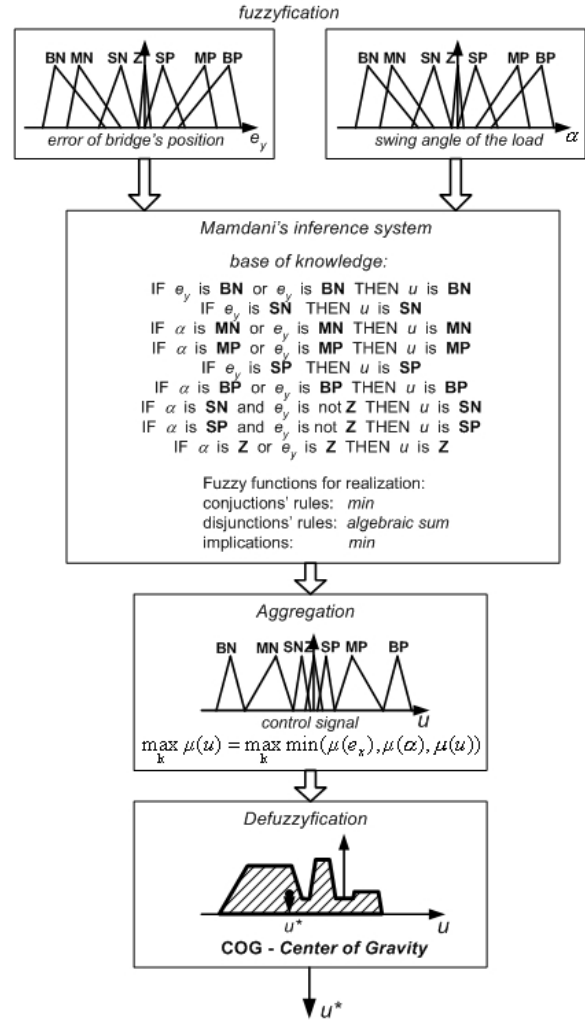 fuzzyfication
BN MN SN Z SP MP BP
error of bridge's position e_y
BN MN SN Z SP MP BP
swing angle of the load α
Mamdani's inference system
base of knowledge:
IF e_y is BN or e_y is BN THEN u is BN
IF e_y is SN THEN u is SN
IF α is MN or e_y is MN THEN u is MN
IF α is MP or e_y is MP THEN u is MP
IF e_y is SP THEN u is SP
IF α is BP or e_y is BP THEN u is BP
IF α is SN and e_y is not Z THEN u is SN
IF α is SP and e_y is not Z THEN u is SP
IF α is Z or e_y is Z THEN u is Z
Fuzzy functions for realization:
conjuctions' rules: min
disjunctions' rules: algebraic sum
implications: min
Aggregation
BN MN SN Z SP MP BP
control signal u
max_k μ(u) = max_k min(μ(e_x), μ(α), μ(u))
Defuzzyfication
u* u
COG - Center of Gravity
u*